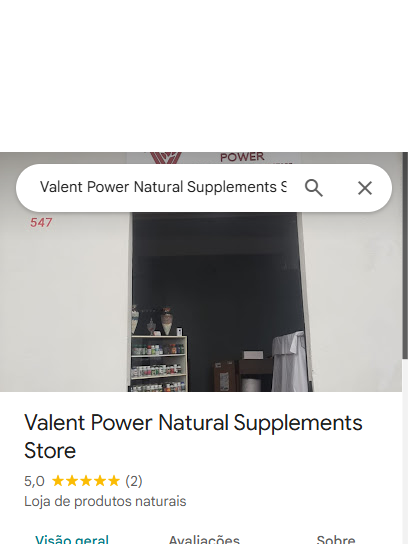 POWER
Valent Power Natural Supplements S
547
Valent Power Natural Supplements
Store
5,0 ★★★★★ (2)
Loja de produtos naturais
Visão geral Avaliações Sobre